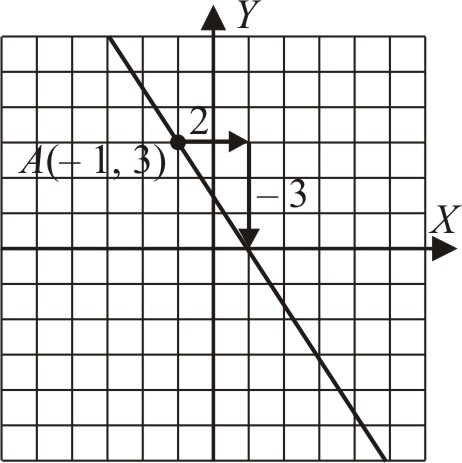 Y
2
A(– 1, 3)
– 3
X